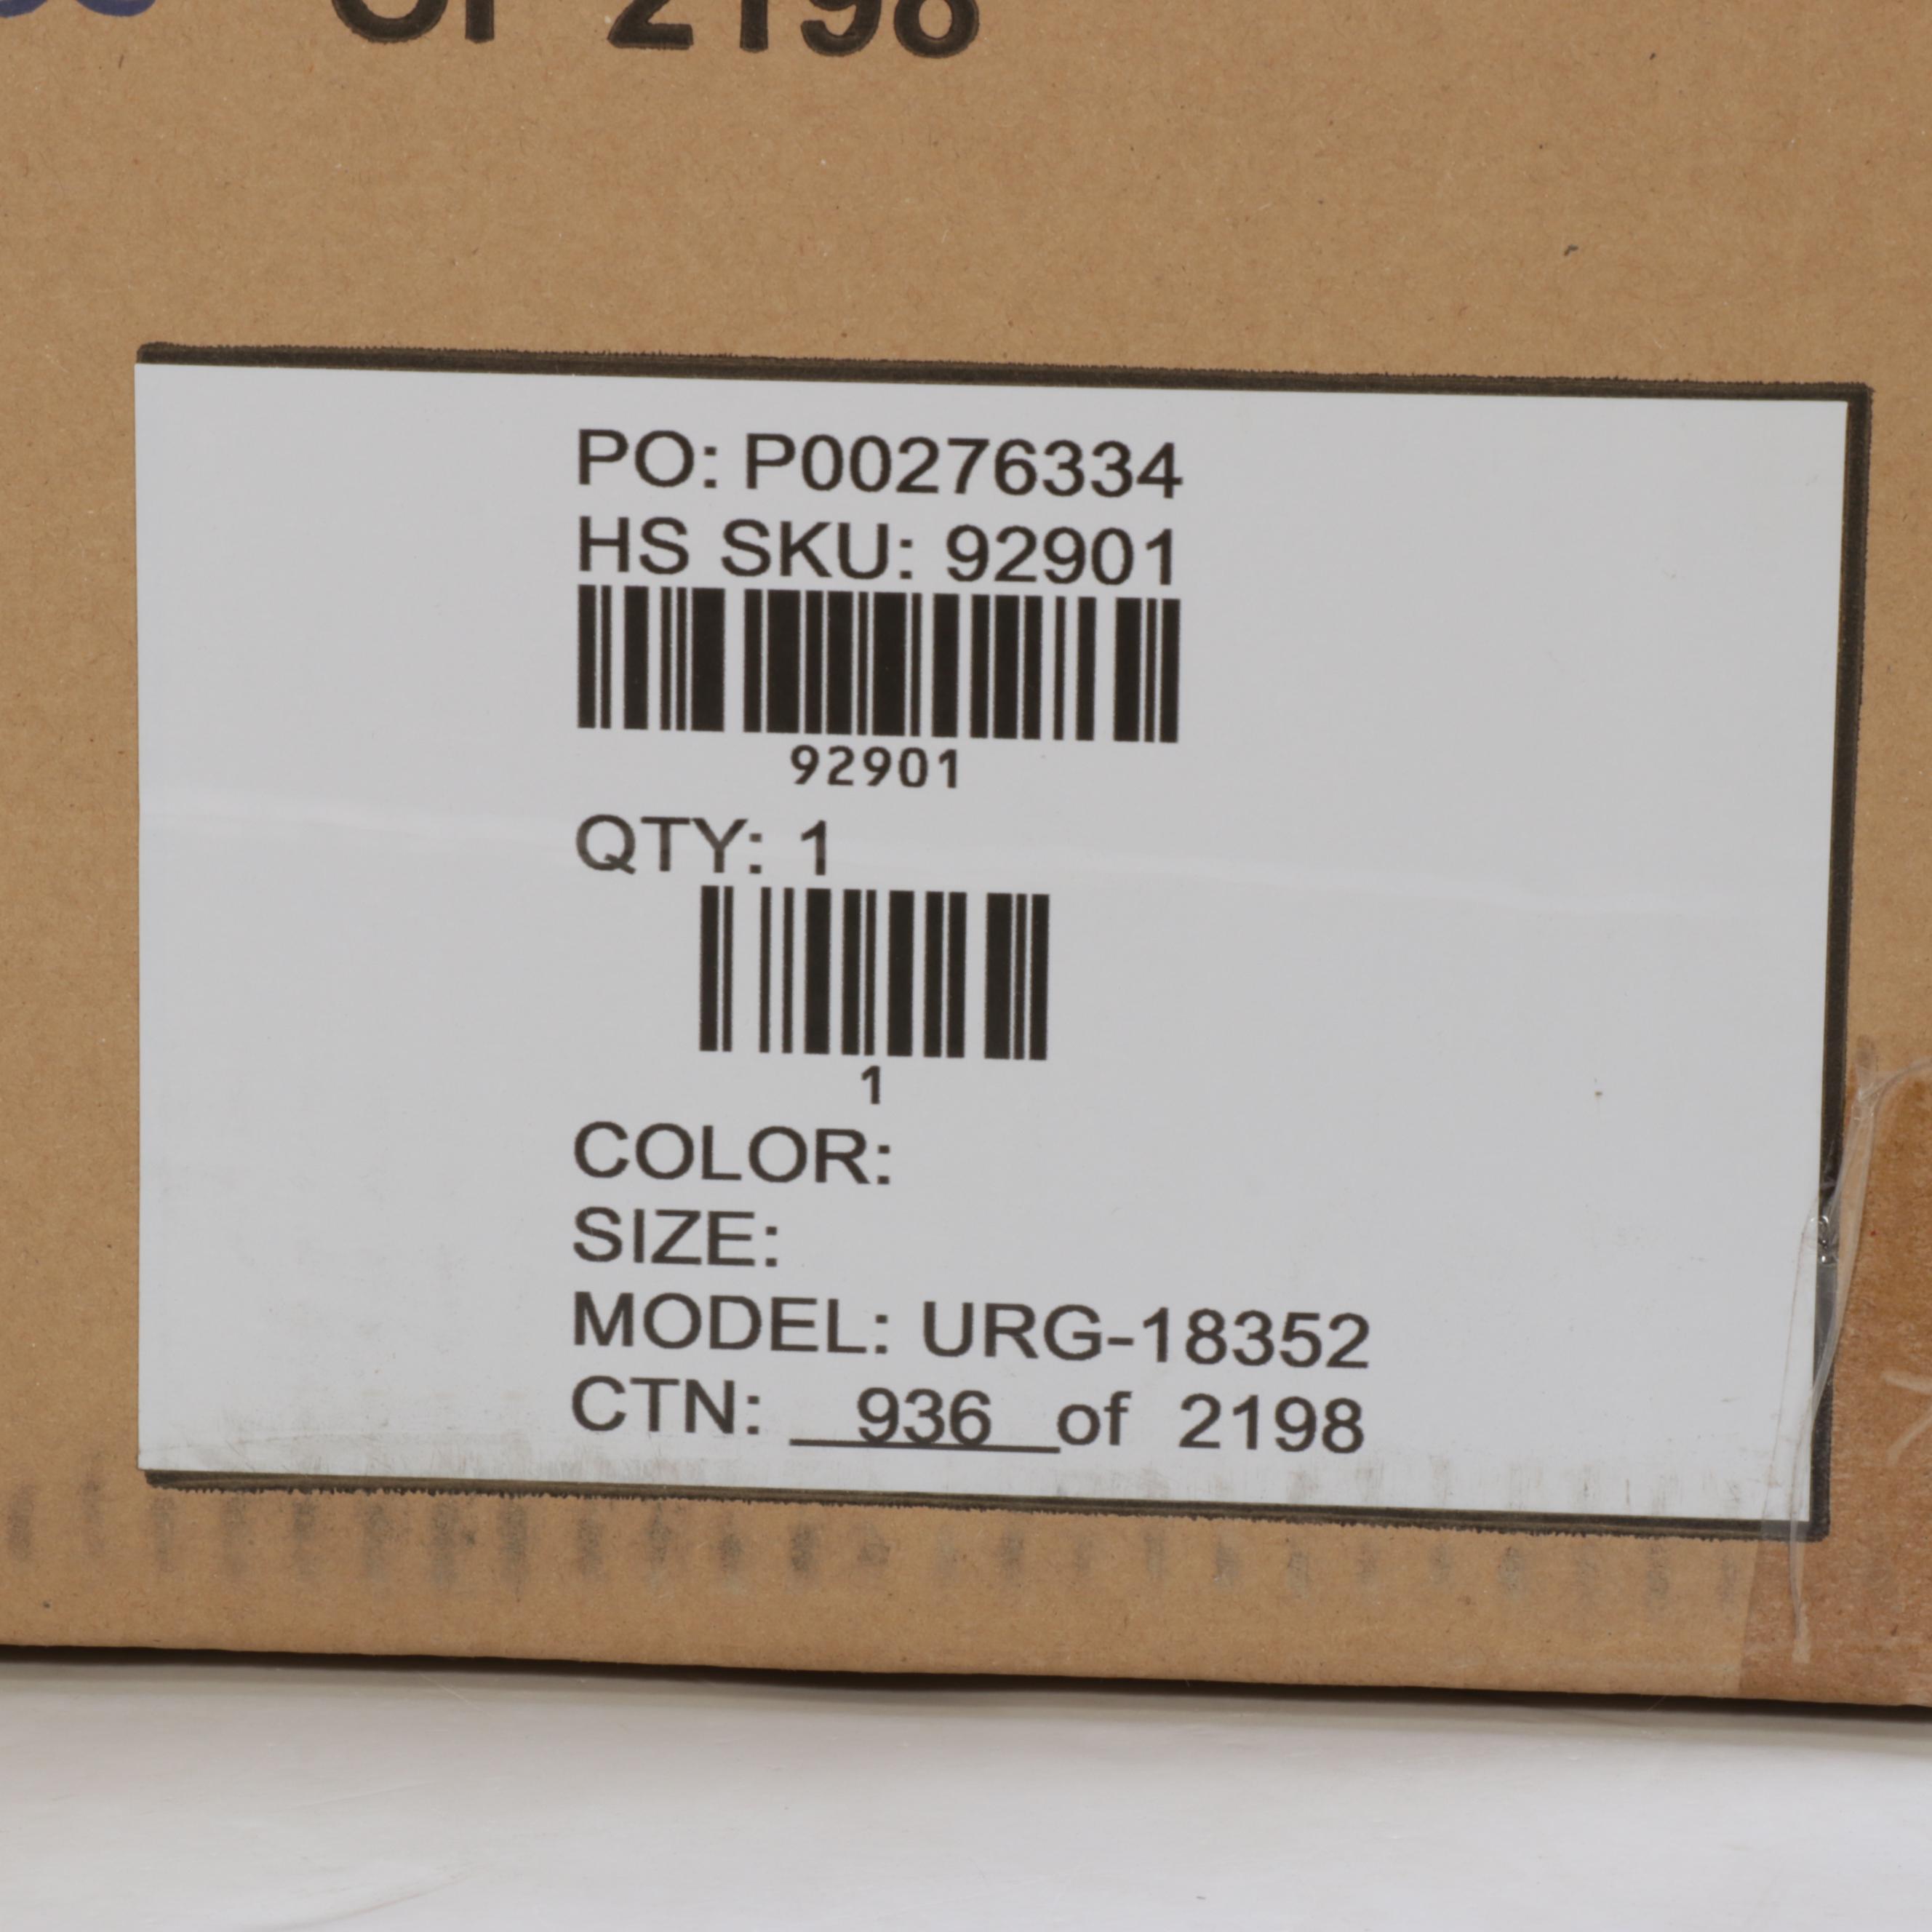 OF 2198
PO: P00276334
HS SKU: 92901
92901
QTY: 1
1
COLOR:
SIZE:
MODEL: URG-18352
CTN: 936 of 2198